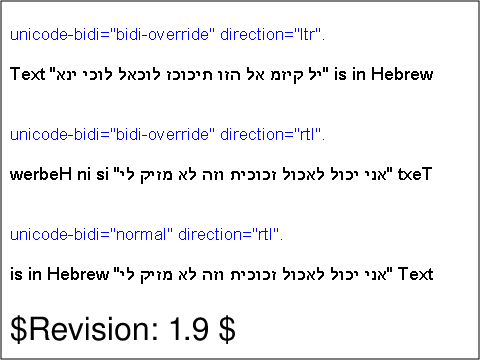 unicode-bidi="bidi-override" direction="ltr".
Text "יל קיזמ אל הזו תיכוכז לוכאל לוכי ינא" is in Hebrew
unicode-bidi="bidi-override" direction="rtl".
werbeH ni si "אני יכול לאכול זכוכית וזה לא מזיק לי" txeT
unicode-bidi="normal" direction="rtl".
is in Hebrew "אני יכול לאכול זכוכית וזה לא מזיק לי" Text
$Revision: 1.9 $